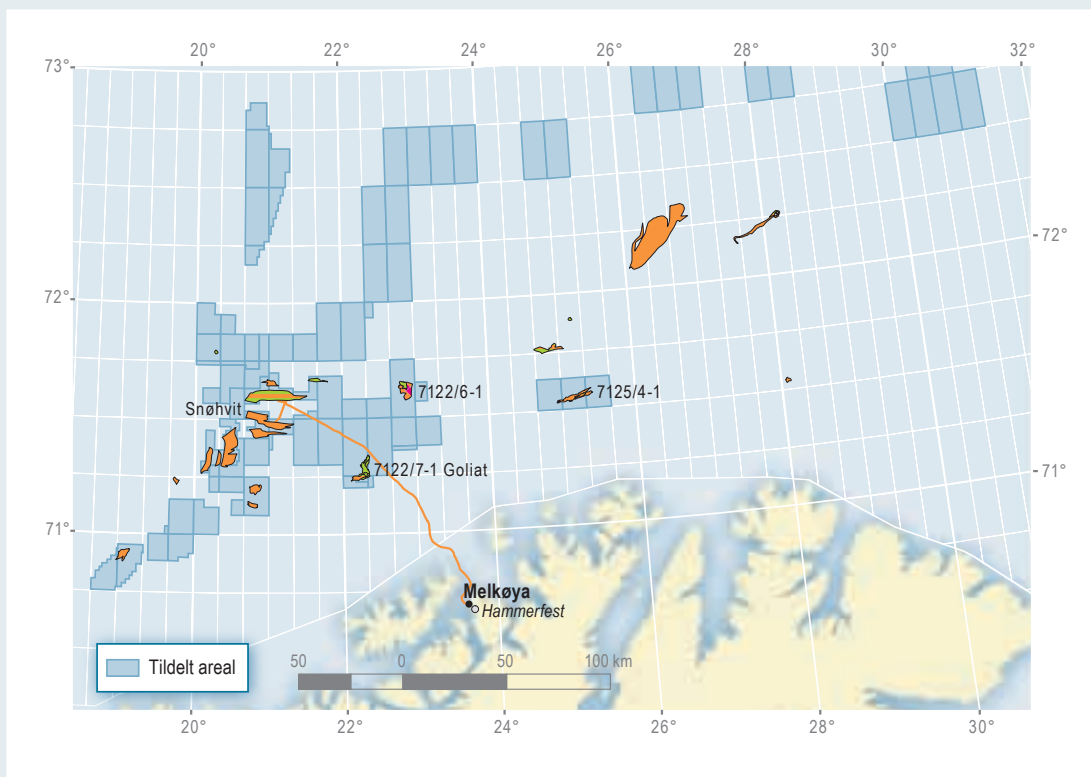 20° 22° 24° 26° 28° 30° 32°
73°
72°
72°
7122/6-1
7125/4-1
Snøhvit
7122/7-1 Goliat
71°
71°
Melkøya
Hammerfest
Tildelt areal
50 0 50 100 km
20° 22° 24° 26° 28° 30°